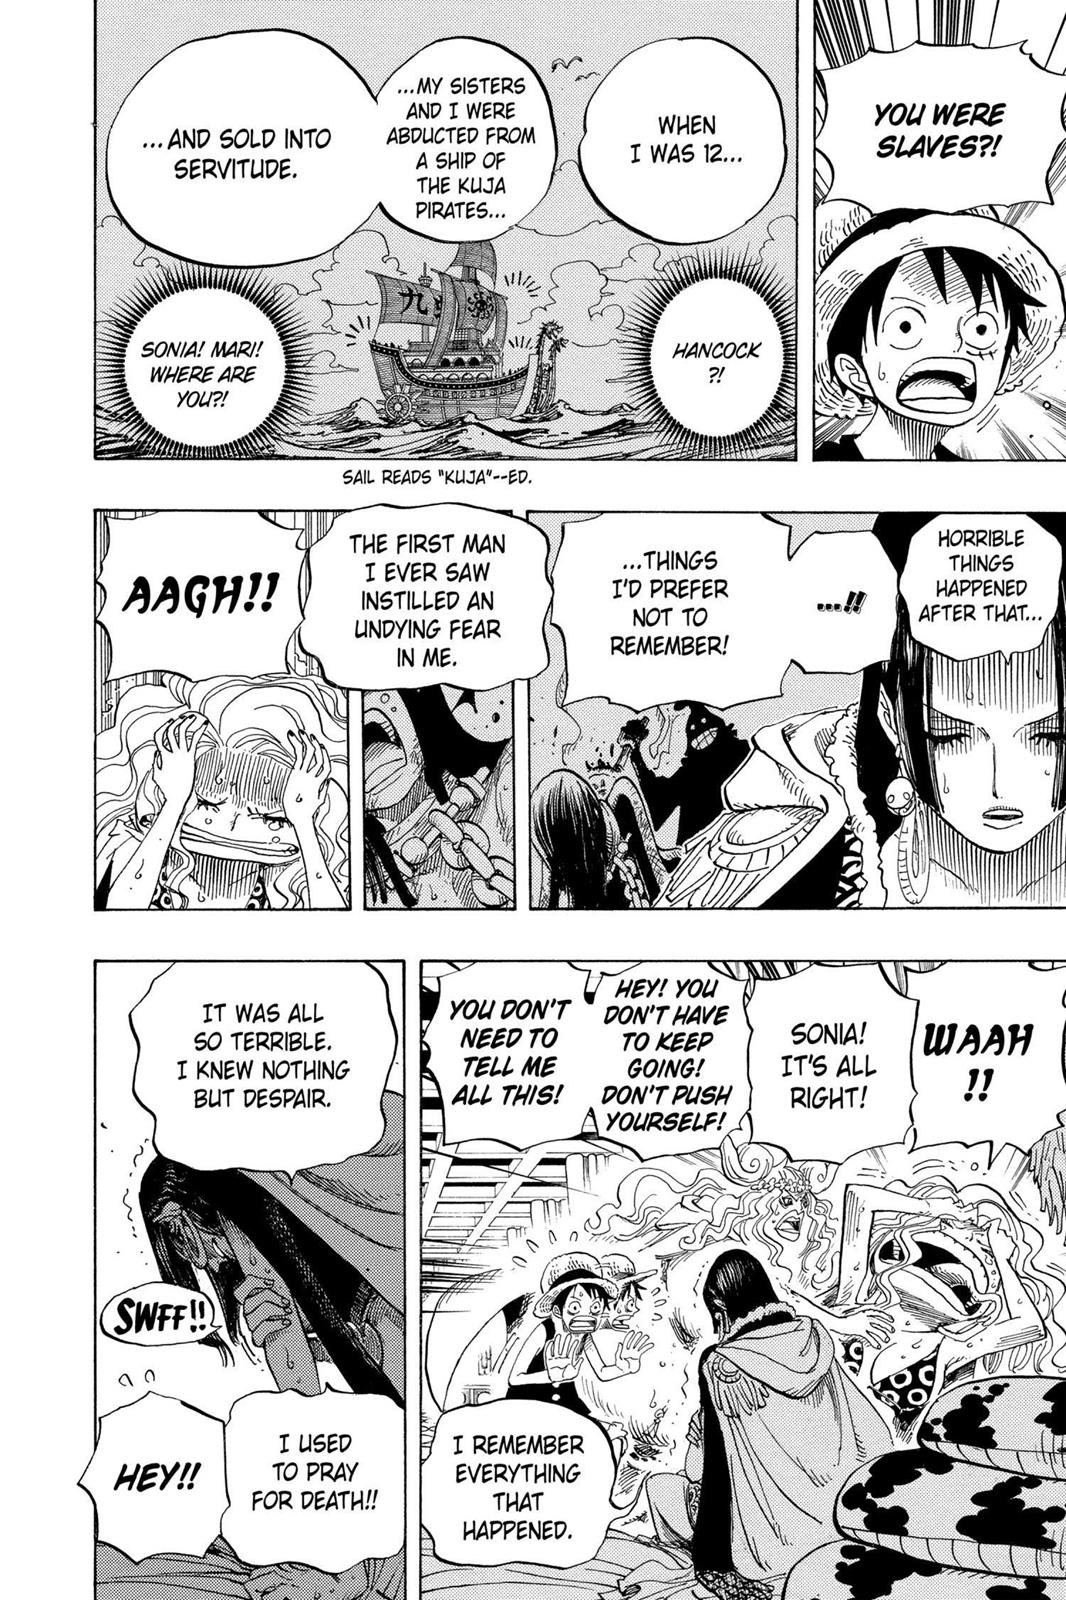 YOU WERE
SLAVES?!
WHEN
I WAS 12...
...MY SISTERS
AND I WERE
ABDUCTED FROM
A SHIP OF
THE KUJA
PIRATES...
...AND SOLD INTO
SERVITUDE.
HANCOCK
?!
九蛇
SONIA! MARI!
WHERE ARE
YOU?!
SAIL READS "KUJA"--ED.
HORRIBLE
THINGS
HAPPENED
AFTER THAT...
...!!
...THINGS
I'D PREFER
NOT TO
REMEMBER!
THE FIRST MAN
I EVER SAW
INSTILLED AN
UNDYING FEAR
IN ME.
AAGH!!
WAAH
!!
SONIA!
IT'S ALL
RIGHT!
HEY! YOU
DON'T HAVE
TO KEEP
GOING!
DON'T PUSH
YOURSELF!
YOU DON'T
NEED TO
TELL ME
ALL THIS!
I REMEMBER
EVERYTHING
THAT
HAPPENED.
IT WAS ALL
SO TERRIBLE.
I KNEW NOTHING
BUT DESPAIR.
SWFF!!
I USED
TO PRAY
FOR DEATH!!
HEY!!